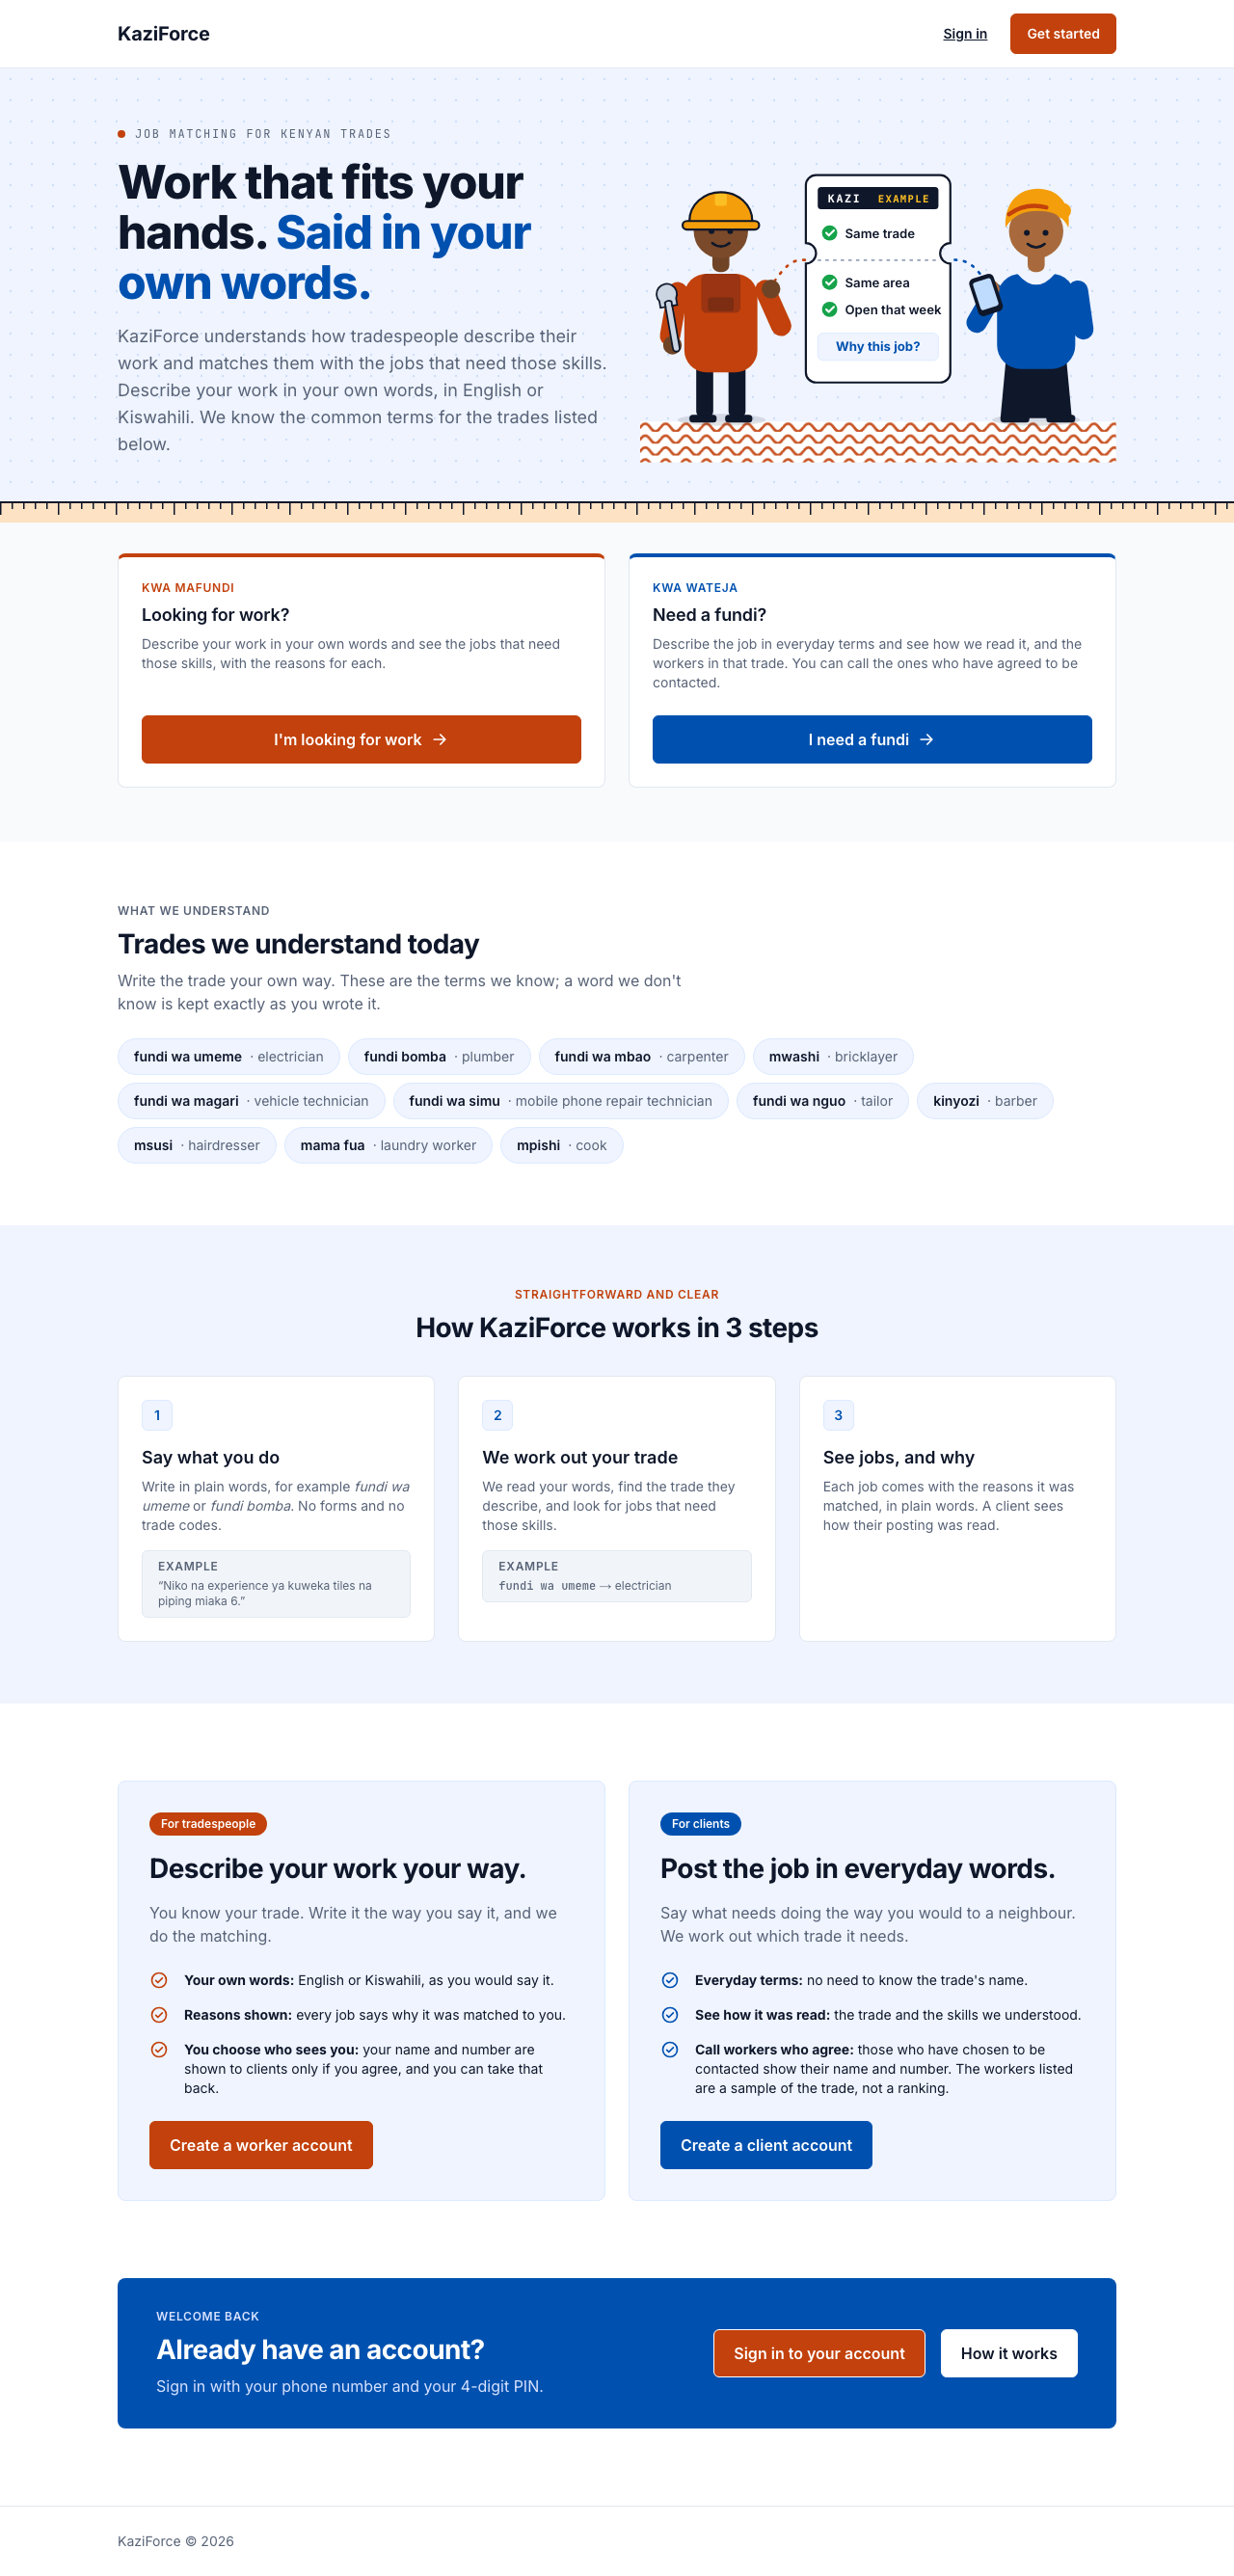 KaziForce
Sign in
Get started
JOB MATCHING FOR KENYAN TRADES
Work that fits your
hands. Said in your
own words.
KaziForce understands how tradespeople describe their
work and matches them with the jobs that need those skills.
Describe your work in your own words, in English or
Kiswahili. We know the common terms for the trades listed
below.
KAZI EXAMPLE
Same trade
Same area
Open that week
Why this job?
KWA MAFUNDI
Looking for work?
Describe your work in your own words and see the jobs that need
those skills, with the reasons for each.
I'm looking for work →
KWA WATEJA
Need a fundi?
Describe the job in everyday terms and see how we read it, and the
workers in that trade. You can call the ones who have agreed to be
contacted.
I need a fundi →
WHAT WE UNDERSTAND
Trades we understand today
Write the trade your own way. These are the terms we know; a word we don't
know is kept exactly as you wrote it.
fundi wa umeme · electrician
fundi bomba · plumber
fundi wa mbao · carpenter
mwashi · bricklayer
fundi wa magari · vehicle technician
fundi wa simu · mobile phone repair technician
fundi wa nguo · tailor
kinyozi · barber
msusi · hairdresser
mama fua · laundry worker
mpishi · cook
STRAIGHTFORWARD AND CLEAR
How KaziForce works in 3 steps
1
Say what you do
Write in plain words, for example fundi wa
umeme or fundi bomba. No forms and no
trade codes.
EXAMPLE
“Niko na experience ya kuweka tiles na
piping miaka 6.”
2
We work out your trade
We read your words, find the trade they
describe, and look for jobs that need
those skills.
EXAMPLE
fundi wa umeme → electrician
3
See jobs, and why
Each job comes with the reasons it was
matched, in plain words. A client sees
how their posting was read.
For tradespeople
Describe your work your way.
You know your trade. Write it the way you say it, and we
do the matching.
Your own words: English or Kiswahili, as you would say it.
Reasons shown: every job says why it was matched to you.
You choose who sees you: your name and number are
shown to clients only if you agree, and you can take that
back.
Create a worker account
For clients
Post the job in everyday words.
Say what needs doing the way you would to a neighbour.
We work out which trade it needs.
Everyday terms: no need to know the trade's name.
See how it was read: the trade and the skills we understood.
Call workers who agree: those who have chosen to be
contacted show their name and number. The workers listed
are a sample of the trade, not a ranking.
Create a client account
WELCOME BACK
Already have an account?
Sign in with your phone number and your 4-digit PIN.
Sign in to your account
How it works
KaziForce © 2026